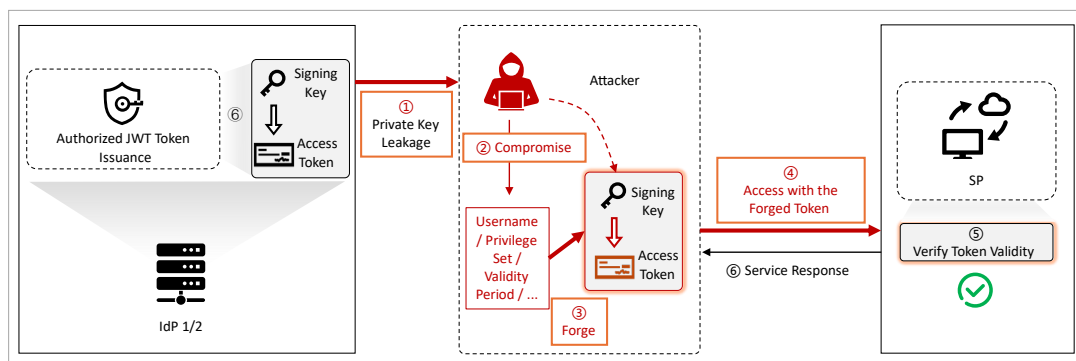 Authorized JWT Token
Issuance
⑥
Signing
Key
Access
Token
IdP 1/2
①
Private Key
Leakage
Attacker
② Compromise
Username
/ Privilege
Set /
Validity
Period / ...
③
Forge
Signing
Key
Access
Token
④
Access with the
Forged Token
⑥ Service Response
SP
⑤
Verify Token Validity